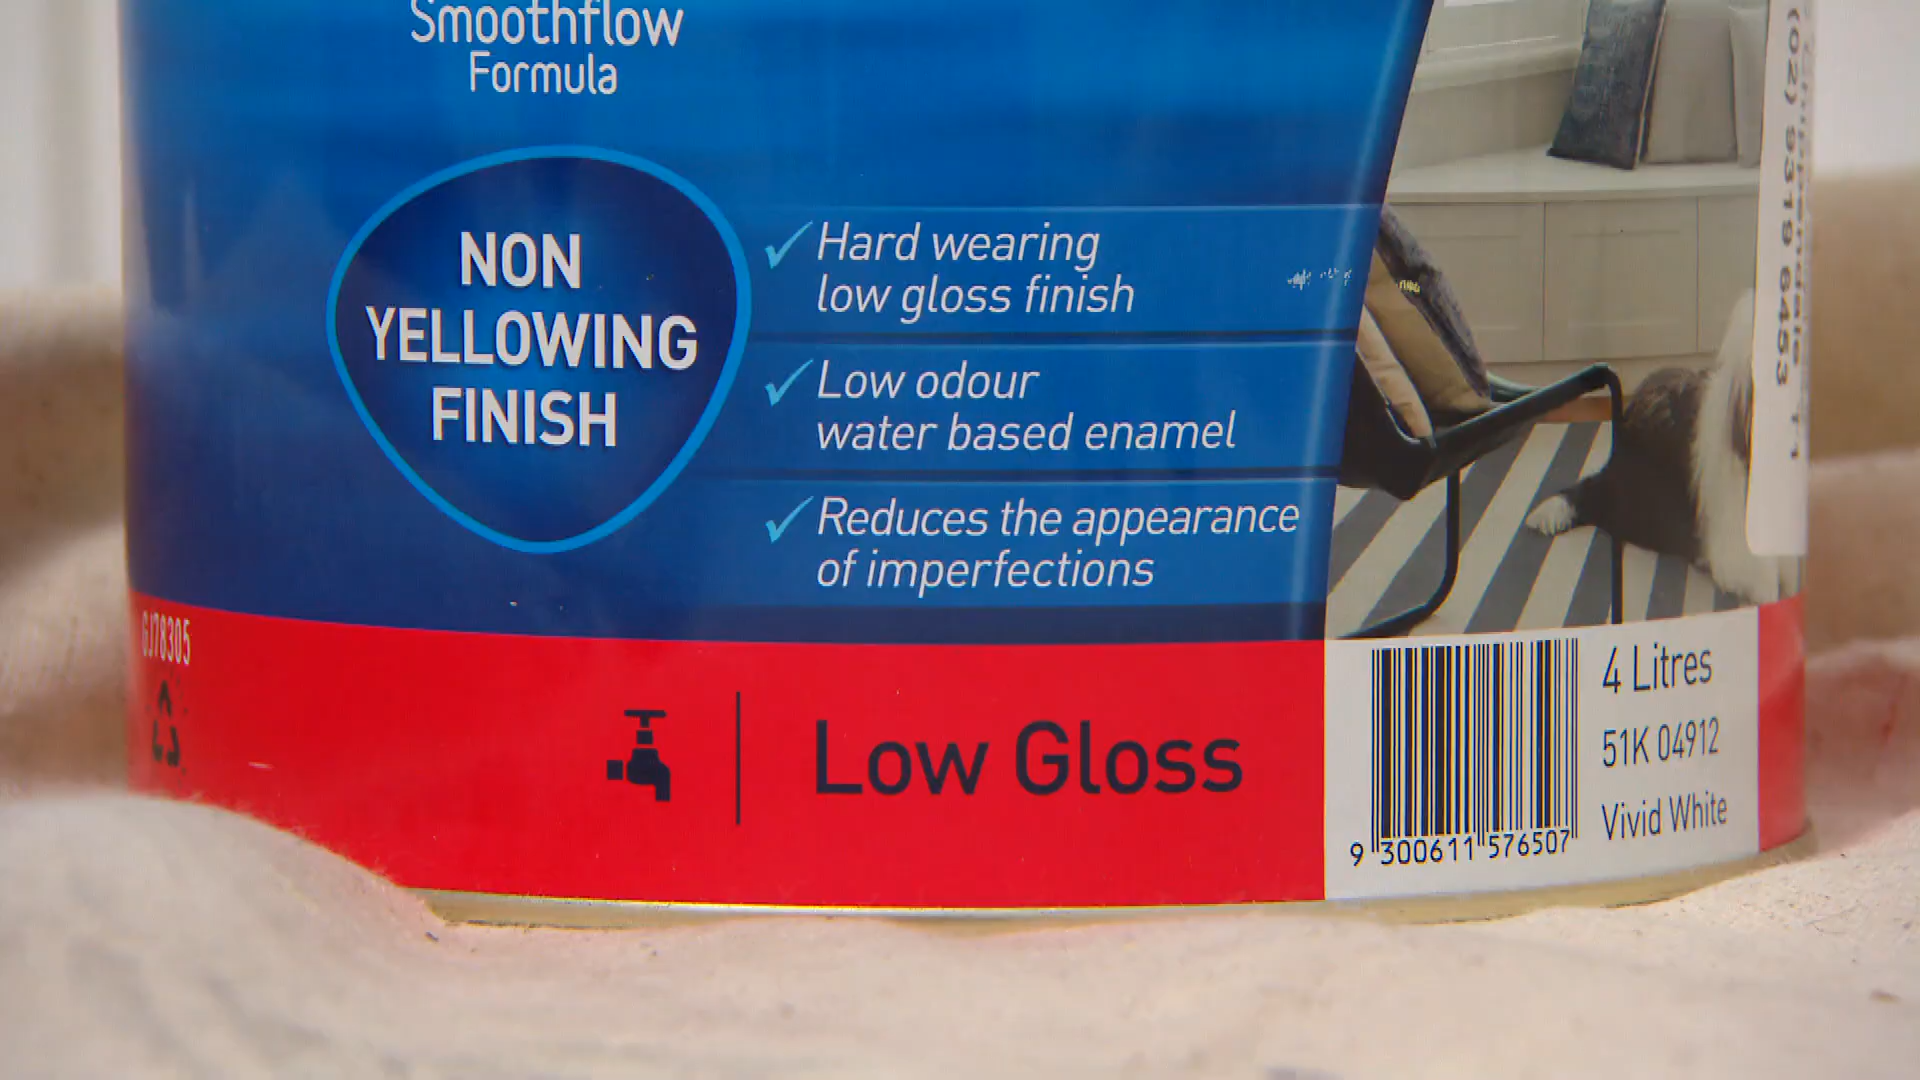 Smoothflow
Formula
NON
YELLOWING
FINISH
Hard wearing
low gloss finish
Low odour
water based enamel
Reduces the appearance
of imperfections
(02) 9319 6453
GJ78305
Low Gloss
4 Litres
51K 04912
Vivid White
9 300611 576507